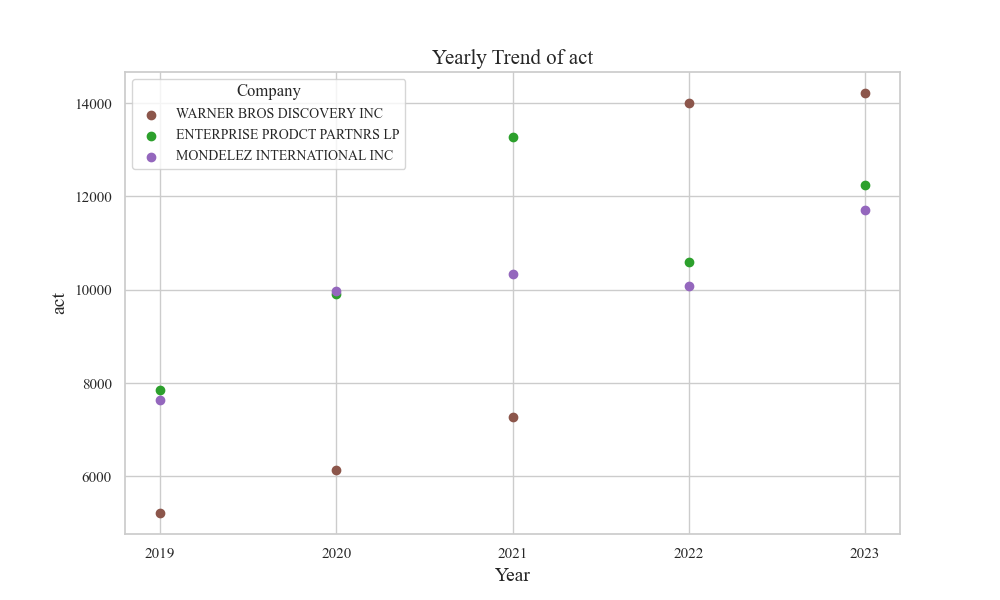 Yearly Trend of act
Company
WARNER BROS DISCOVERY INC
ENTERPRISE PRODCT PARTNRS LP
MONDELEZ INTERNATIONAL INC
14000
12000
10000
8000
6000
act
2019 2020 2021 2022 2023
Year